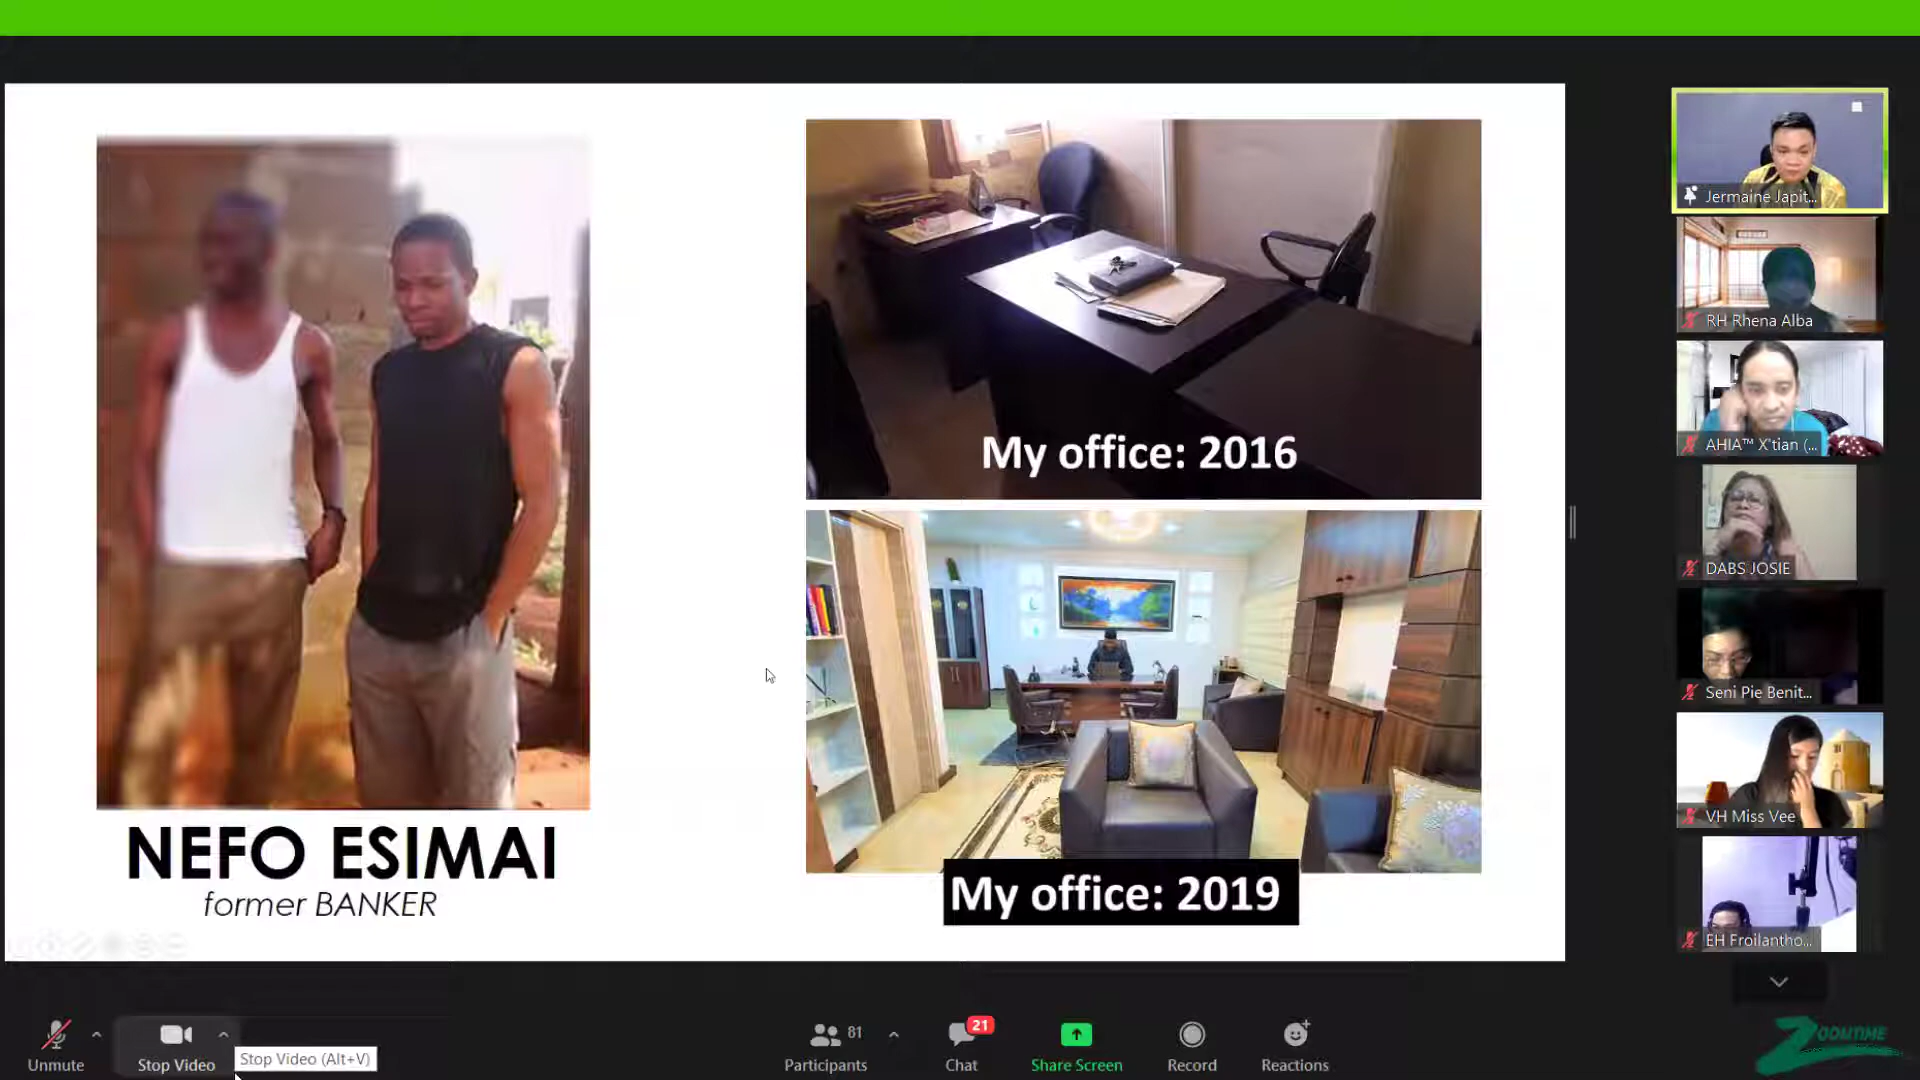 Jermaine Japit...
RH Rhena Alba
AHIA™ X'tian (...
DABS JOSIE
Seni Pie Benit...
VH Miss Vee
EH Froilantho...
My office: 2016
My office: 2019
NEFO ESIMAI
former BANKER
Unmute
Stop Video
Stop Video (Alt+V)
81
Participants
21
Chat
Share Screen
Record
Reactions
ZOOMTIME